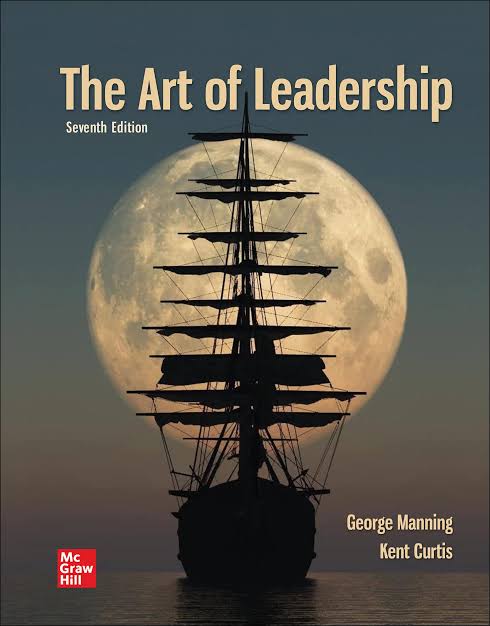 The Art of Leadership
Seventh Edition
George Manning
Kent Curtis
Mc
Graw
Hill